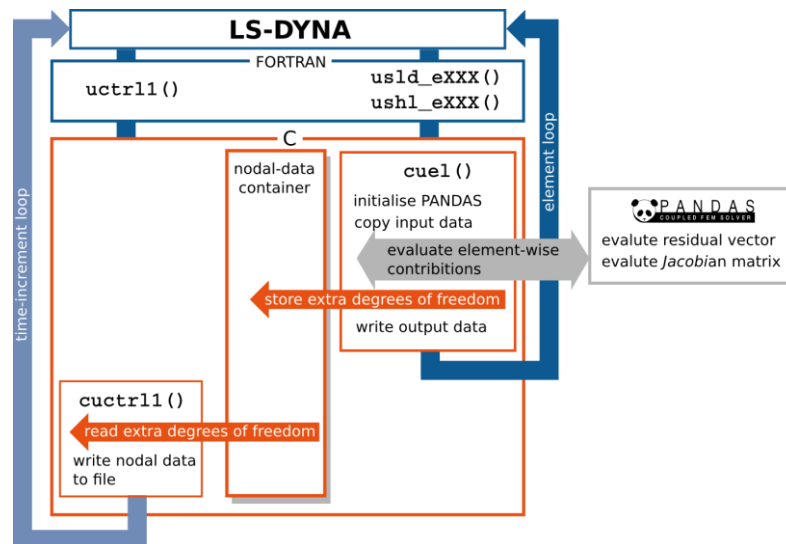 LS-DYNA
FORTRAN
uctrl1()
usld_eXXX()
ushl_eXXX()
C
nodal-data
container
cuel()
initialise PANDAS
copy input data
evaluate element-wise
contribitions
store extra degrees of freedom
write output data
PANDAS
COUPLED FEM SOLVER
evalute residual vector
evalute Jacobian matrix
element loop
time-increment loop
cuctrl1()
read extra degrees of freedom
write nodal data
to file